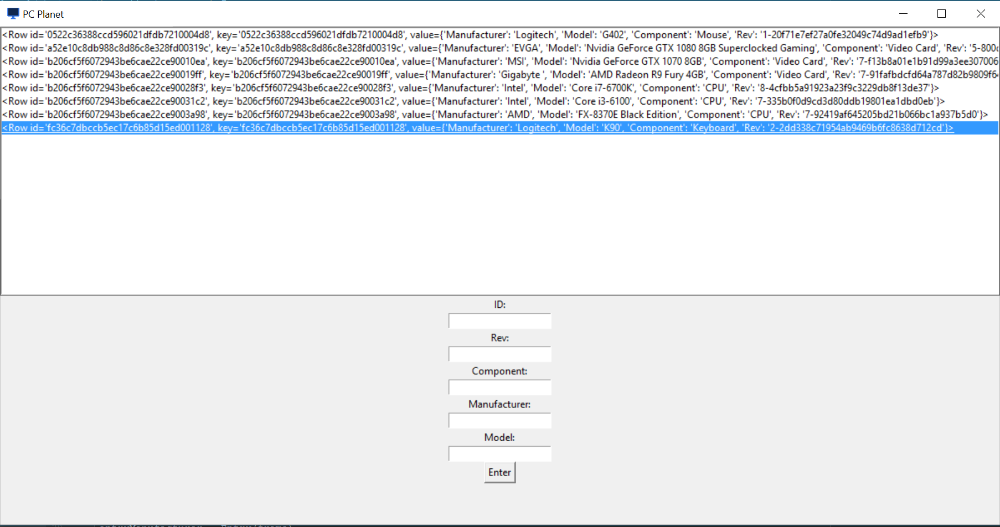 PC Planet
<Row id='0522c36388ccd596021dfdb7210004d8', key='0522c36388ccd596021dfdb7210004d8', value={'Manufacturer': 'Logitech', 'Model': 'G402', 'Component': 'Mouse', 'Rev': '1-20f71e7ef27a0fe32049c74d9ad1efb9'}>
<Row id='a52e10c8db988c8d86c8e328fd00319c', key='a52e10c8db988c8d86c8e328fd00319c', value={'Manufacturer': 'EVGA', 'Model': 'Nvidia GeForce GTX 1080 8GB Superclocked Gaming', 'Component': 'Video Card', 'Rev': '5-800
<Row id='b206cf5f6072943be6cae22ce90010ea', key='b206cf5f6072943be6cae22ce90010ea', value={'Manufacturer': 'MSI', 'Model': 'Nvidia GeForce GTX 1070 8GB', 'Component': 'Video Card', 'Rev': '7-f13b8a01e1b91d99a3ee307006
<Row id='b206cf5f6072943be6cae22ce90019ff', key='b206cf5f6072943be6cae22ce90019ff', value={'Manufacturer': 'Gigabyte ', 'Model': 'AMD Radeon R9 Fury 4GB', 'Component': 'Video Card', 'Rev': '7-91fafbdcfd64a787d82b9809f6
<Row id='b206cf5f6072943be6cae22ce90028f3', key='b206cf5f6072943be6cae22ce90028f3', value={'Manufacturer': 'Intel', 'Model': 'Core i7-6700K', 'Component': 'CPU', 'Rev': '8-4cfbb5a91923a23f9c3229db8f13de37'}>
<Row id='b206cf5f6072943be6cae22ce90031c2', key='b206cf5f6072943be6cae22ce90031c2', value={'Manufacturer': 'Intel', 'Model': 'Core i3-6100', 'Component': 'CPU', 'Rev': '7-335b0f0d9cd3d80ddb19801ea1dbd0eb'}>
<Row id='b206cf5f6072943be6cae22ce9003a98', key='b206cf5f6072943be6cae22ce9003a98', value={'Manufacturer': 'AMD', 'Model': 'FX-8370E Black Edition', 'Component': 'CPU', 'Rev': '7-92419af645205bd21b066bc1a937b5d0'}>
<Row id='fc36c7dbccb5ec17c6b85d15ed001128', key='fc36c7dbccb5ec17c6b85d15ed001128', value={'Manufacturer': 'Logitech', 'Model': 'K90', 'Component': 'Keyboard', 'Rev': '2-2dd338c71954ab9469b6fc8638d712cd'}>
ID:
Rev:
Component:
Manufacturer:
Model:
Enter